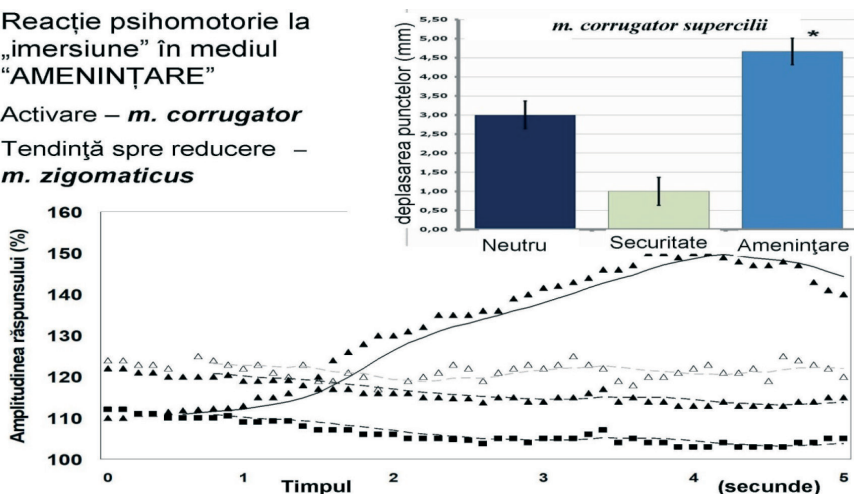 Reacție psihomotorie la
„imersiune” în mediul
“AMENINȚARE”
Activare – m. corrugator
Tendinţă spre reducere –
m. zigomaticus
m. corrugator supercilii
deplasarea punctelor (mm)
5,50
5,00
4,50
4,00
3,50
3,00
2,50
2,00
1,50
1,00
0,50
0,00
*
Neutru Securitate Ameninţare
Amplitudinea răspunsului (%)
160
150
140
130
120
110
100
0 1 2 3 4 5
Timpul (secunde)